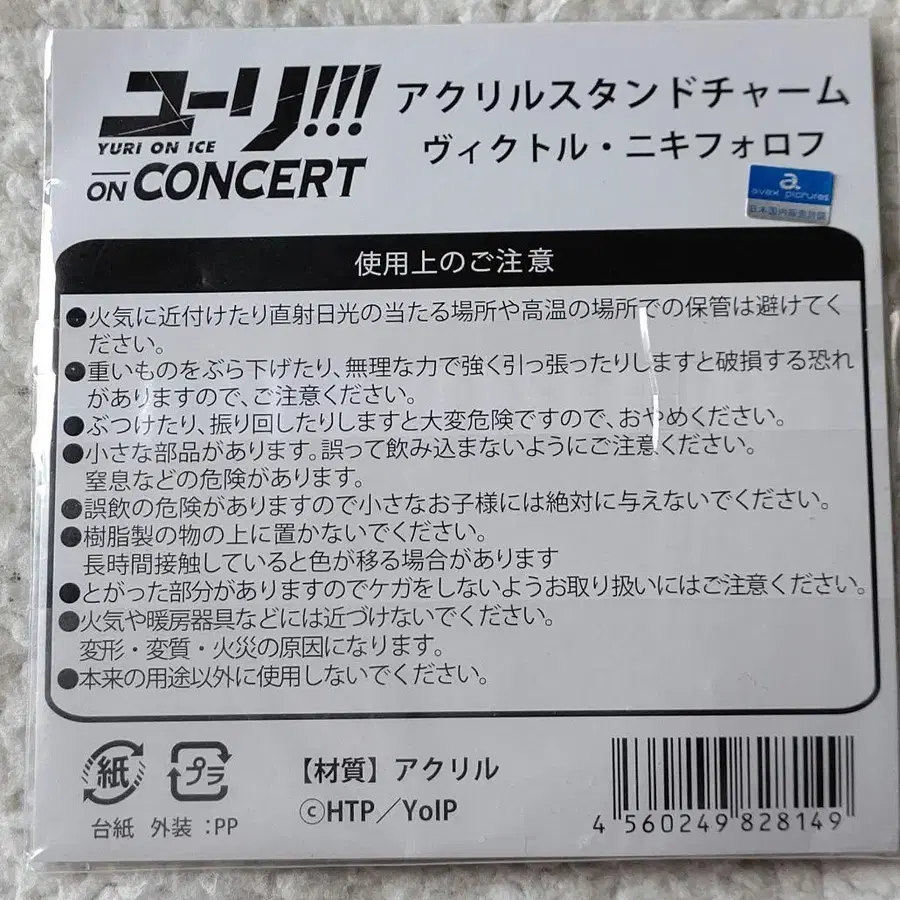 ユーリ!!!
YURI ON ICE
ON CONCERT
アクリルスタンドチャーム
ヴィクトル・ニキフォロフ
a.
avex pictures
日本国内販売許諾
使用上のご注意
●火気に近付けたり直射日光の当たる場所や高温の場所での保管は避けてく
ださい。
●重いものをぶら下げたり、無理な力で強く引っ張ったりしますと破損する恐れ
がありますので、ご注意ください。
●ぶつけたり、振り回したりしますと大変危険ですので、おやめください。
●小さな部品があります。誤って飲み込まないようにご注意ください。
窒息などの危険があります。
●誤飲の危険がありますので小さなお子様には絶対に与えないでください。
●樹脂製の物の上に置かないでください。
長時間接触していると色が移る場合があります
●とがった部分がありますのでケガをしないようお取り扱いにはご注意ください。
●火気や暖房器具などには近づけないでください。
変形・変質・火災の原因になります。
●本来の用途以外に使用しないでください。
紙
プラ
台紙 外装:PP
【材質】アクリル
©HTP／YoIP
4 560249 828149